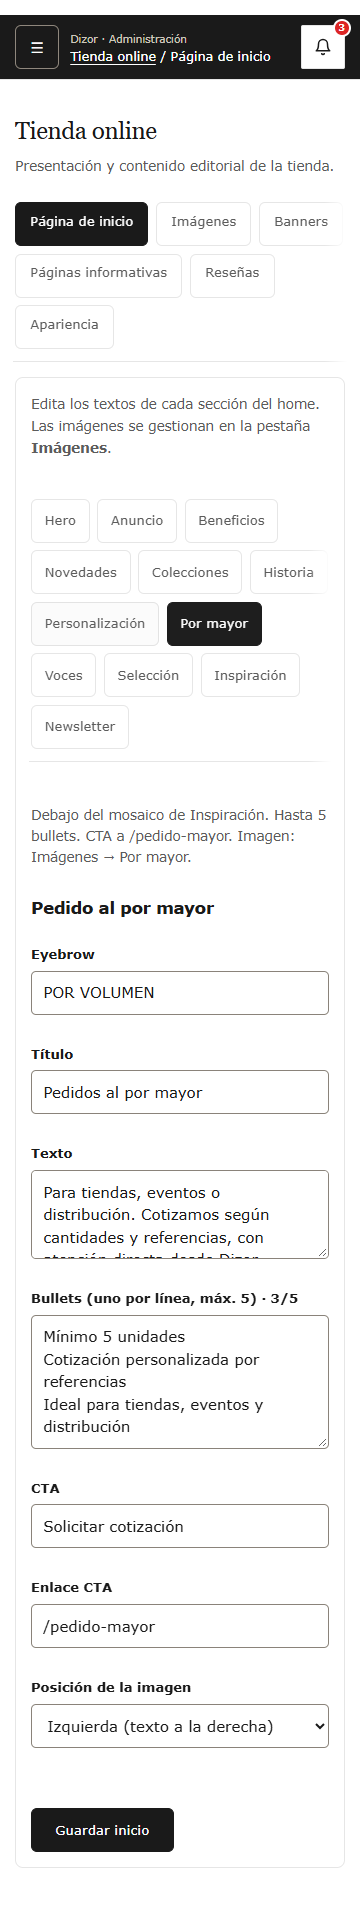 ☰
Dizor · Administración
Tienda online / Página de inicio
3
Tienda online
Presentación y contenido editorial de la tienda.
Página de inicio Imágenes Banners
Páginas informativas Reseñas
Apariencia
Edita los textos de cada sección del home.
Las imágenes se gestionan en la pestaña
Imágenes.
Hero Anuncio Beneficios
Novedades Colecciones Historia
Personalización Por mayor
Voces Selección Inspiración
Newsletter
Debajo del mosaico de Inspiración. Hasta 5
bullets. CTA a /pedido-mayor. Imagen:
Imágenes → Por mayor.
Pedido al por mayor
Eyebrow
POR VOLUMEN
Título
Pedidos al por mayor
Texto
Para tiendas, eventos o
distribución. Cotizamos según
cantidades y referencias, con
atención directa desde Dizor.
Bullets (uno por línea, máx. 5) · 3/5
Mínimo 5 unidades
Cotización personalizada por
referencias
Ideal para tiendas, eventos y
distribución
CTA
Solicitar cotización
Enlace CTA
/pedido-mayor
Posición de la imagen
Izquierda (texto a la derecha)
Guardar inicio